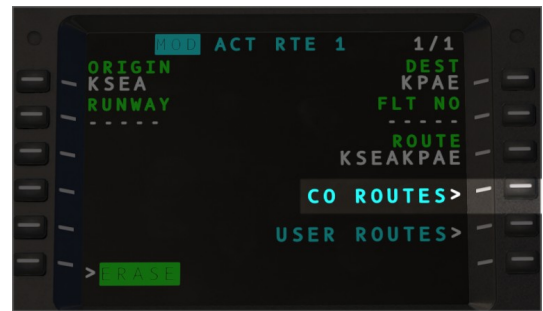 MOD ACT RTE 1 1/1
ORIGIN DEST
KSEA KPAE
RUNWAY FLT NO
----- -----
ROUTE
KSEAKPAE
CO ROUTES>
USER ROUTES>
>ERASE